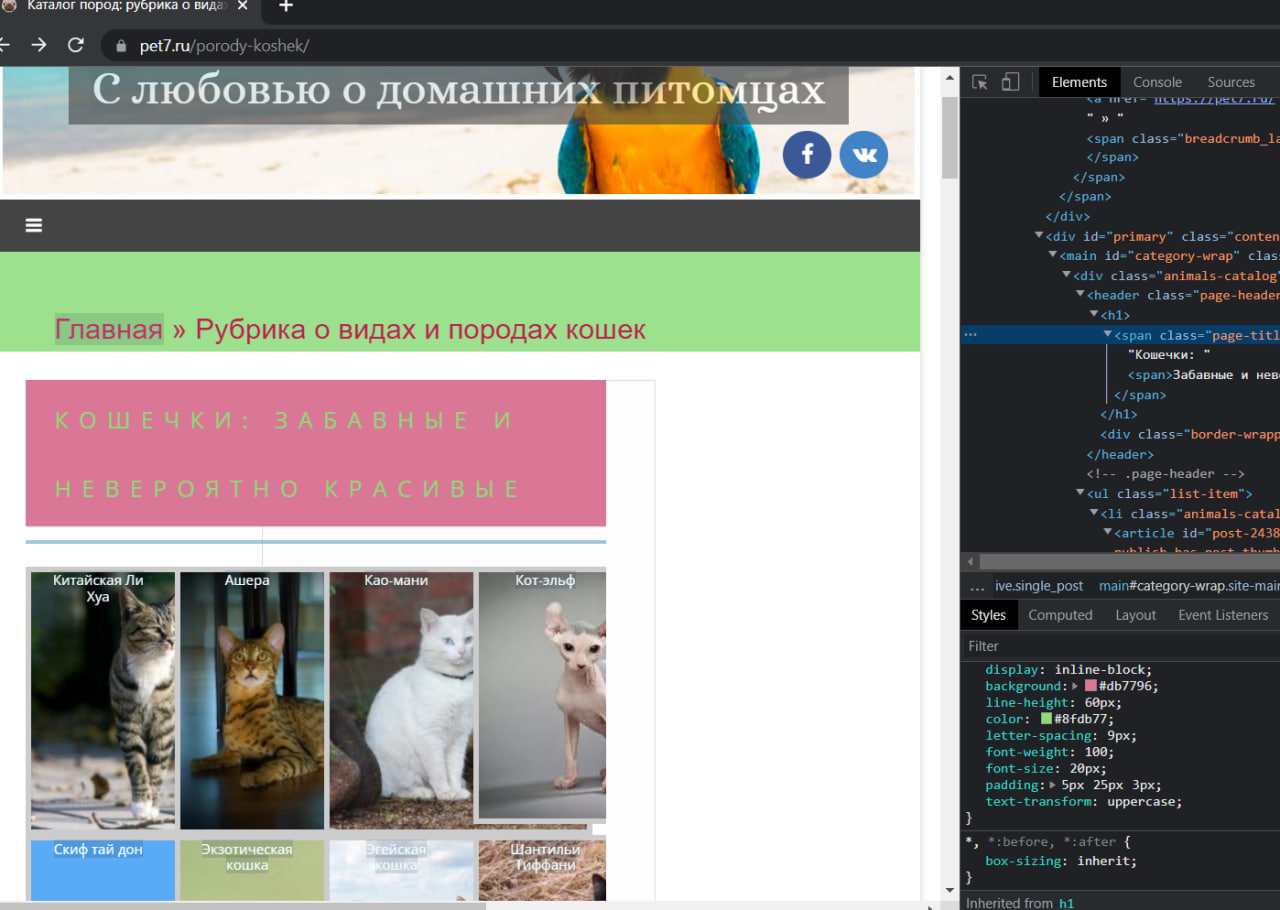 Каталог пород: рубрика о вида
pet7.ru/porody-koshek/
С любовью о домашних питомцах
Главная » Рубрика о видах и породах кошек
КОШЕЧКИ: ЗАБАВНЫЕ И
НЕВЕРОЯТНО КРАСИВЫЕ
Китайская Ли
Хуа
Ашера
Као-мани
Кот-эльф
Скиф тай дон
Экзотическая
кошка
Эгейская
кошка
Шантильи
Тиффани
Elements Console Sources
<a href="https://pet7.ru/
" » "
<span class="breadcrumb_la
</span>
</span>
</span>
</div>
<div id="primary" class="conten
<main id="category-wrap" clas
<div class="animals-catalog"
<header class="page-header
<h1>
... <span class="page-titl
"Кошечки: "
<span>Забавные и нев
</span>
</h1>
<div class="border-wrapp
</header>
<!-- .page-header -->
<ul class="list-item">
<li class="animals-catal
<article id="post-2438
publish has-post-thumb
... ive.single_post main#category-wrap.site-mai
Styles Computed Layout Event Listeners
Filter
display: inline-block;
background: #db7796;
line-height: 60px;
color: #8fdb77;
letter-spacing: 9px;
font-weight: 100;
font-size: 20px;
padding: 5px 25px 3px;
text-transform: uppercase;
}
*, *:before, *:after {
box-sizing: inherit;
}
Inherited from h1